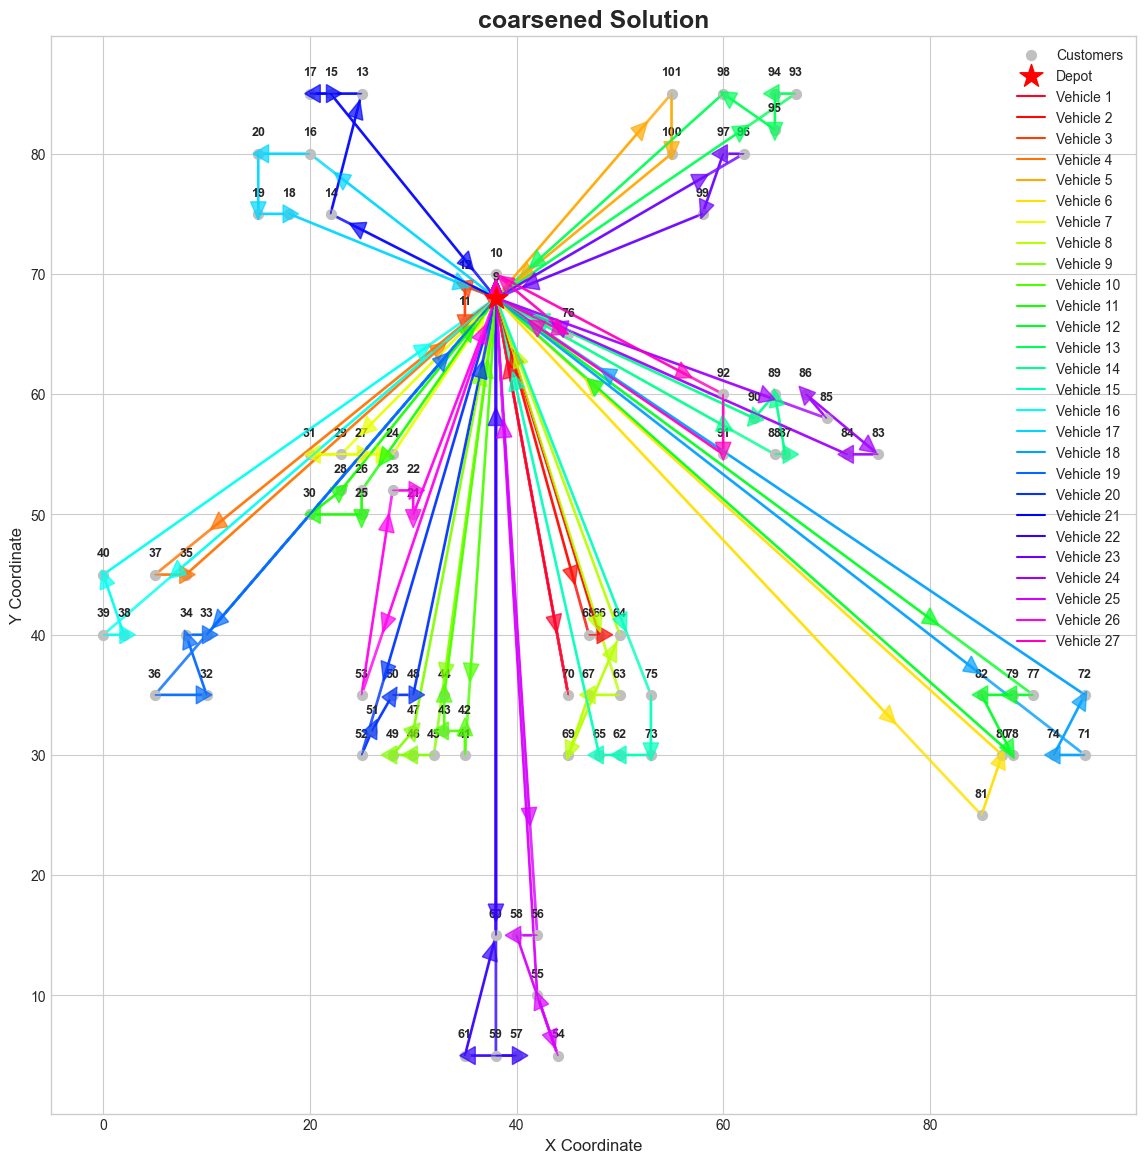 coarsened Solution
Customers
Depot
Vehicle 1
Vehicle 2
Vehicle 3
Vehicle 4
Vehicle 5
Vehicle 6
Vehicle 7
Vehicle 8
Vehicle 9
Vehicle 10
Vehicle 11
Vehicle 12
Vehicle 13
Vehicle 14
Vehicle 15
Vehicle 16
Vehicle 17
Vehicle 18
Vehicle 19
Vehicle 20
Vehicle 21
Vehicle 22
Vehicle 23
Vehicle 24
Vehicle 25
Vehicle 26
Vehicle 27
17 15 13 101 98 94 93
95
20 16 100 97 96
19 18 14 99
10
12 9
11 76
92 89 86
90 85
31 29 27 24 91 88 87 84 83
28 26 23 22
30 25 21
40 37 35
39 38 34 33 68 66 64
36 32 53 50 48 44 70 67 63 75 82 79 77 72
51 47 43 42
52 49 46 45 41 69 65 62 73 80 78 74 71
81
60 58 56
55
61 59 57 54
80
70
60
50
40
30
20
10
0 20 40 60 80
Y Coordinate
X Coordinate